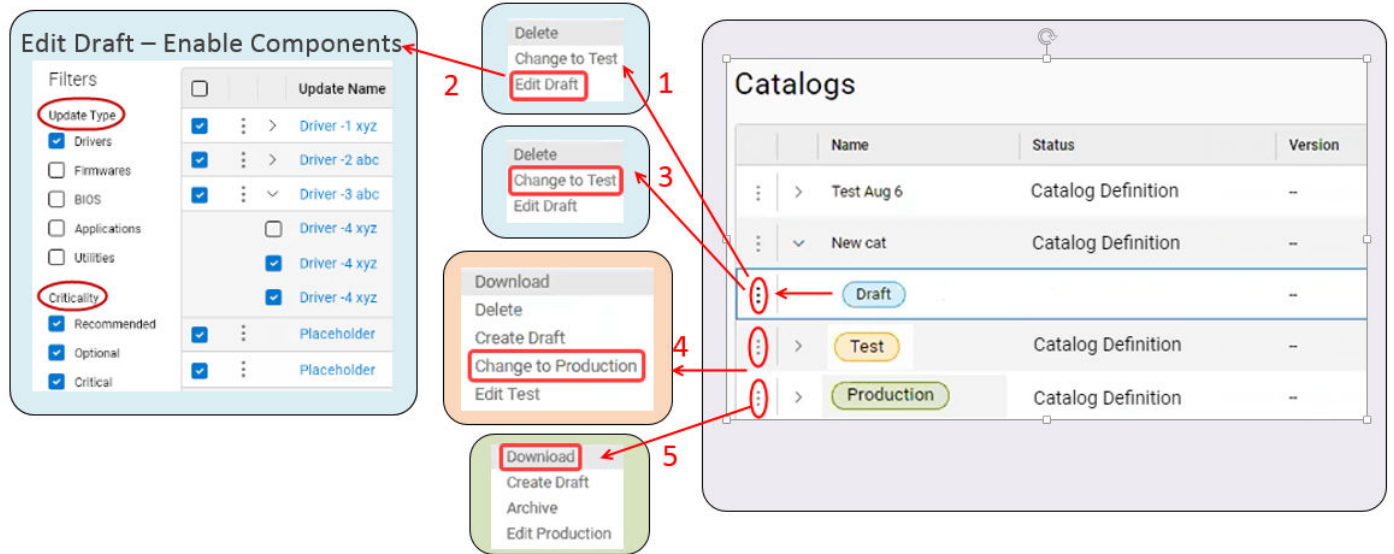 Edit Draft – Enable Components
Filters
Update Type
Drivers
Firmwares
BIOS
Applications
Utilities
Criticality
Recommended
Optional
Critical
Update Name
Driver -1 xyz
Driver -2 abc
Driver -3 abc
Driver -4 xyz
Driver -4 xyz
Driver -4 xyz
Placeholder
Placeholder
2
Delete
Change to Test
Edit Draft
1
Delete
Change to Test
Edit Draft
3
Download
Delete
Create Draft
Change to Production
Edit Test
4
Download
Create Draft
Archive
Edit Production
5
Catalogs
Name Status Version
Test Aug 6 Catalog Definition --
New cat Catalog Definition --
Draft --
Test Catalog Definition --
Production Catalog Definition --